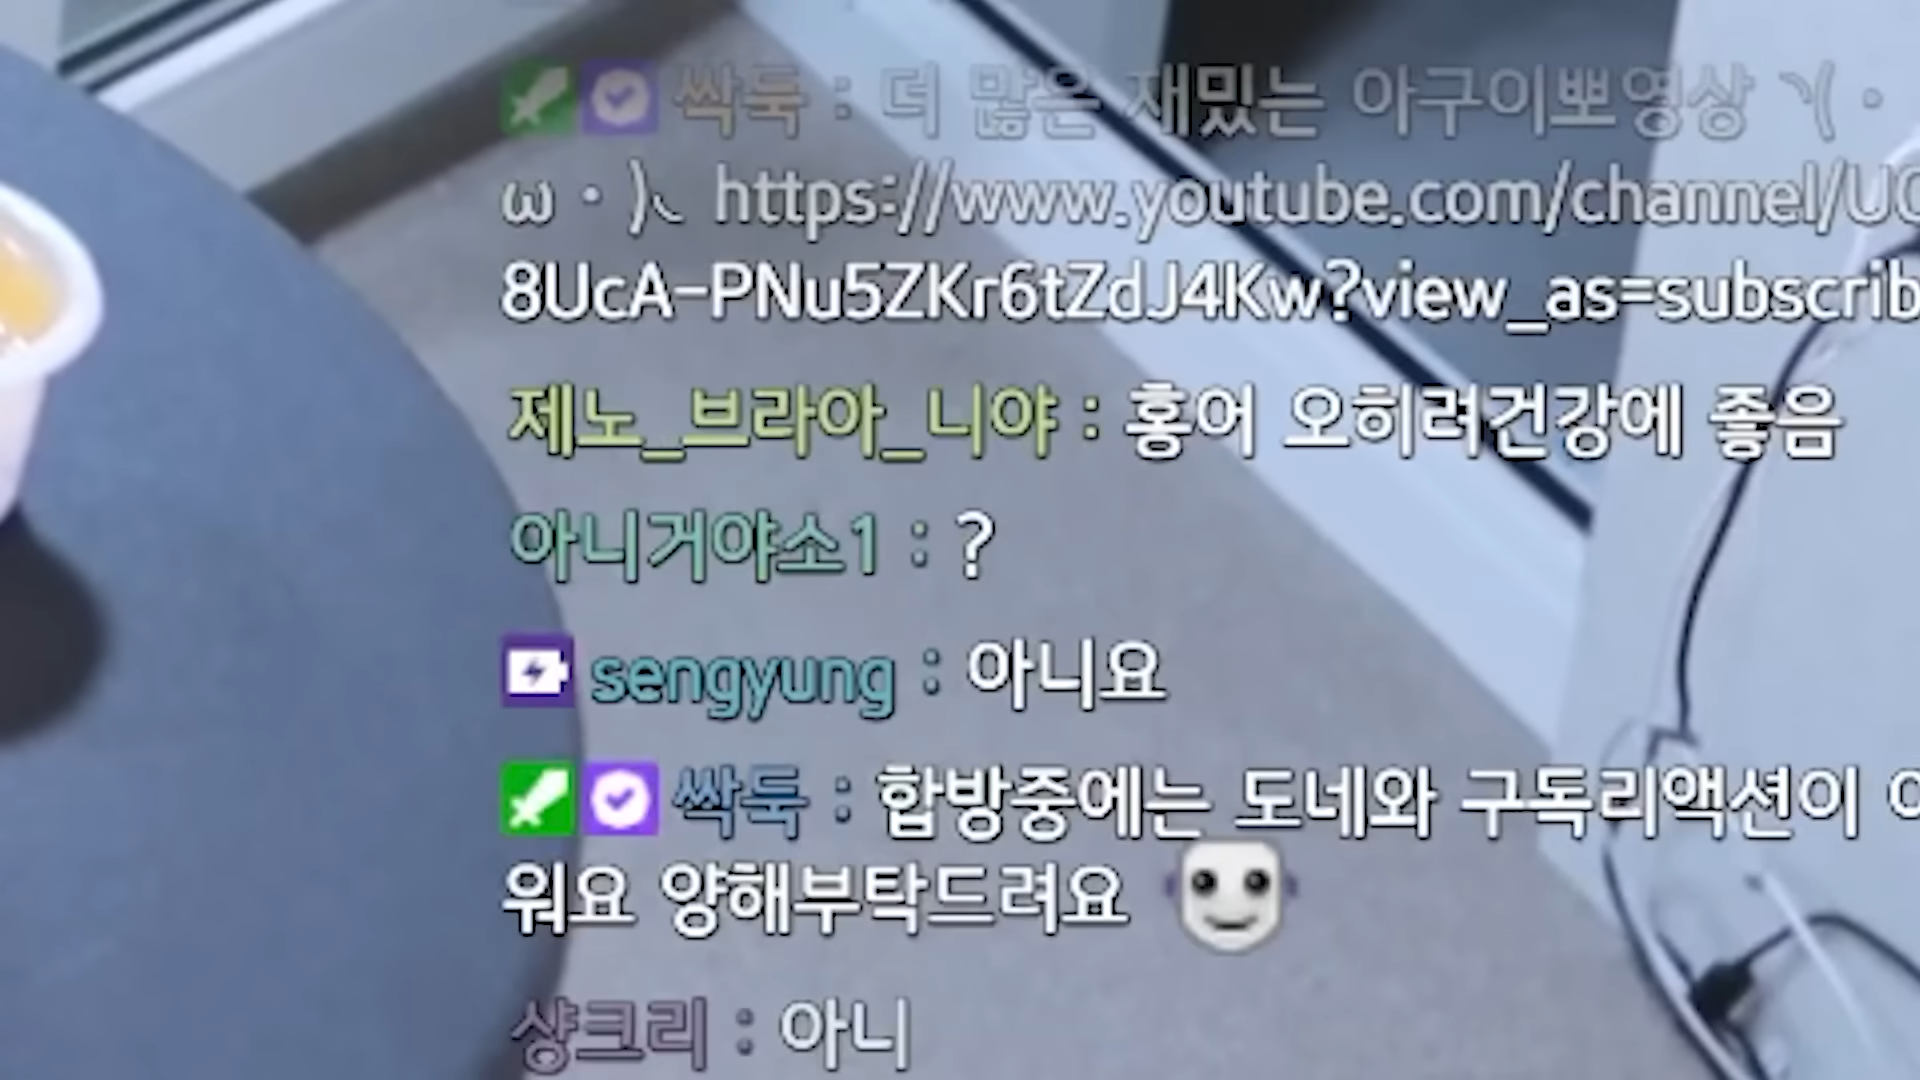 싹둑 : 더 많은 재밌는 아구이뽀영상 ◝( ･
ω ･ )◟ https://www.youtube.com/channel/UC
8UcA-PNu5ZKr6tZdJ4Kw?view_as=subscrib
제노_브라아_니야 : 홍어 오히려건강에 좋음
아니거야소1 : ?
sengyung : 아니요
싹둑 : 합방중에는 도네와 구독리액션이 어
워요 양해부탁드려요
샹크리 : 아니